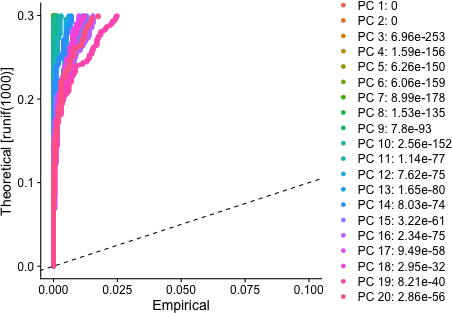 Theoretical [runif(1000)]
0.3
0.2
0.1
0.0
0.000
0.025
0.050
0.075
0.100
Empirical
PC 1: 0
PC 2: 0
PC 3: 6.96e-253
PC 4: 1.59e-156
PC 5: 6.26e-150
PC 6: 6.06e-159
PC 7: 8.99e-178
PC 8: 1.53e-135
PC 9: 7.8e-93
PC 10: 2.56e-152
PC 11: 1.14e-77
PC 12: 7.62e-75
PC 13: 1.65e-80
PC 14: 8.03e-74
PC 15: 3.22e-61
PC 16: 2.34e-75
PC 17: 9.49e-58
PC 18: 2.95e-32
PC 19: 8.21e-40
PC 20: 2.86e-56